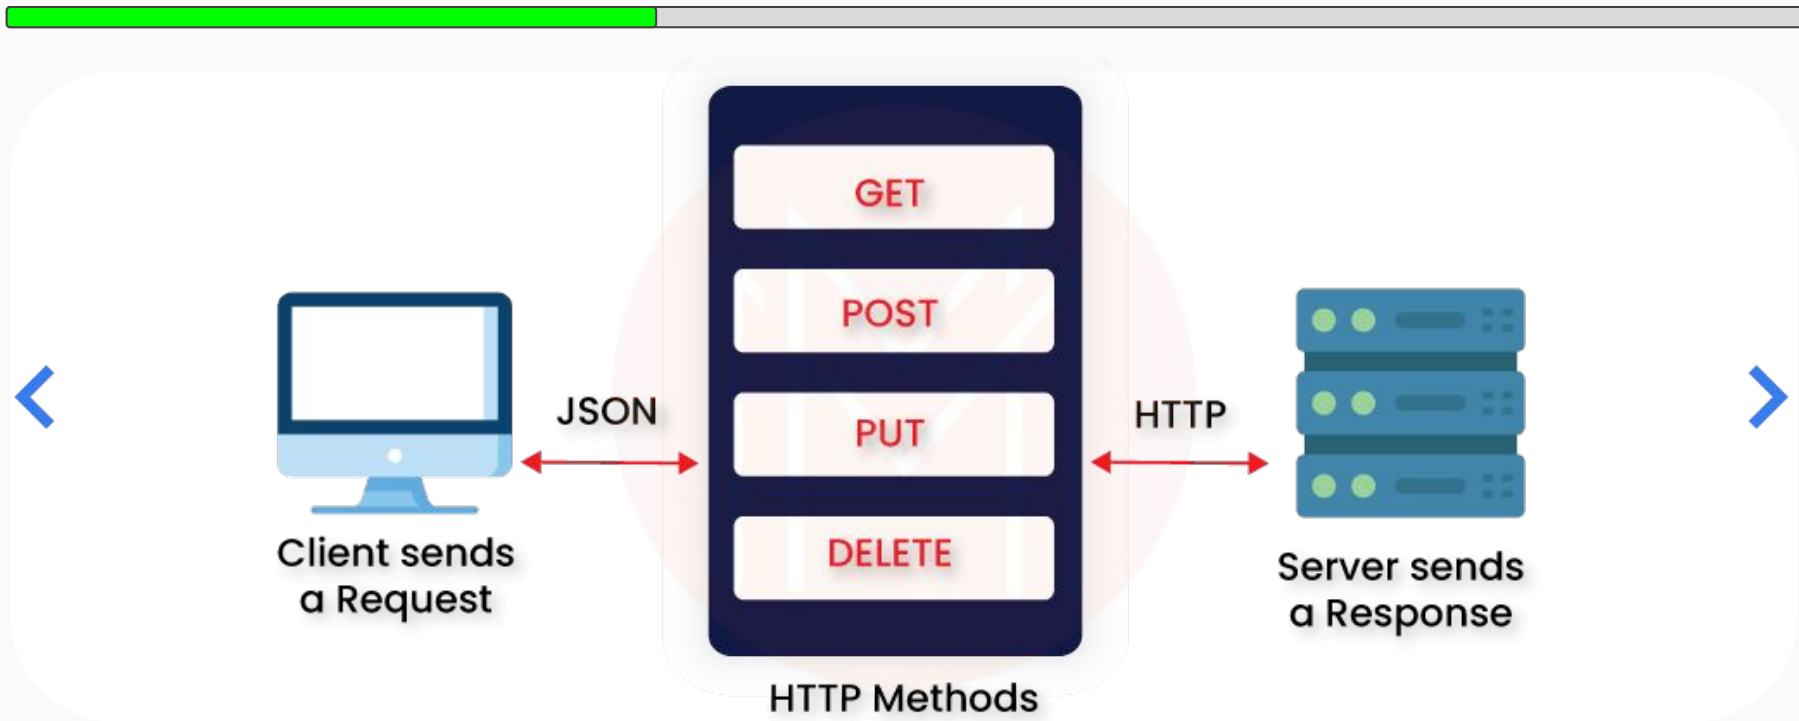 GET
POST
JSON
HTTP
PUT
DELETE
Client sends
a Request
Server sends
a Response
HTTP Methods